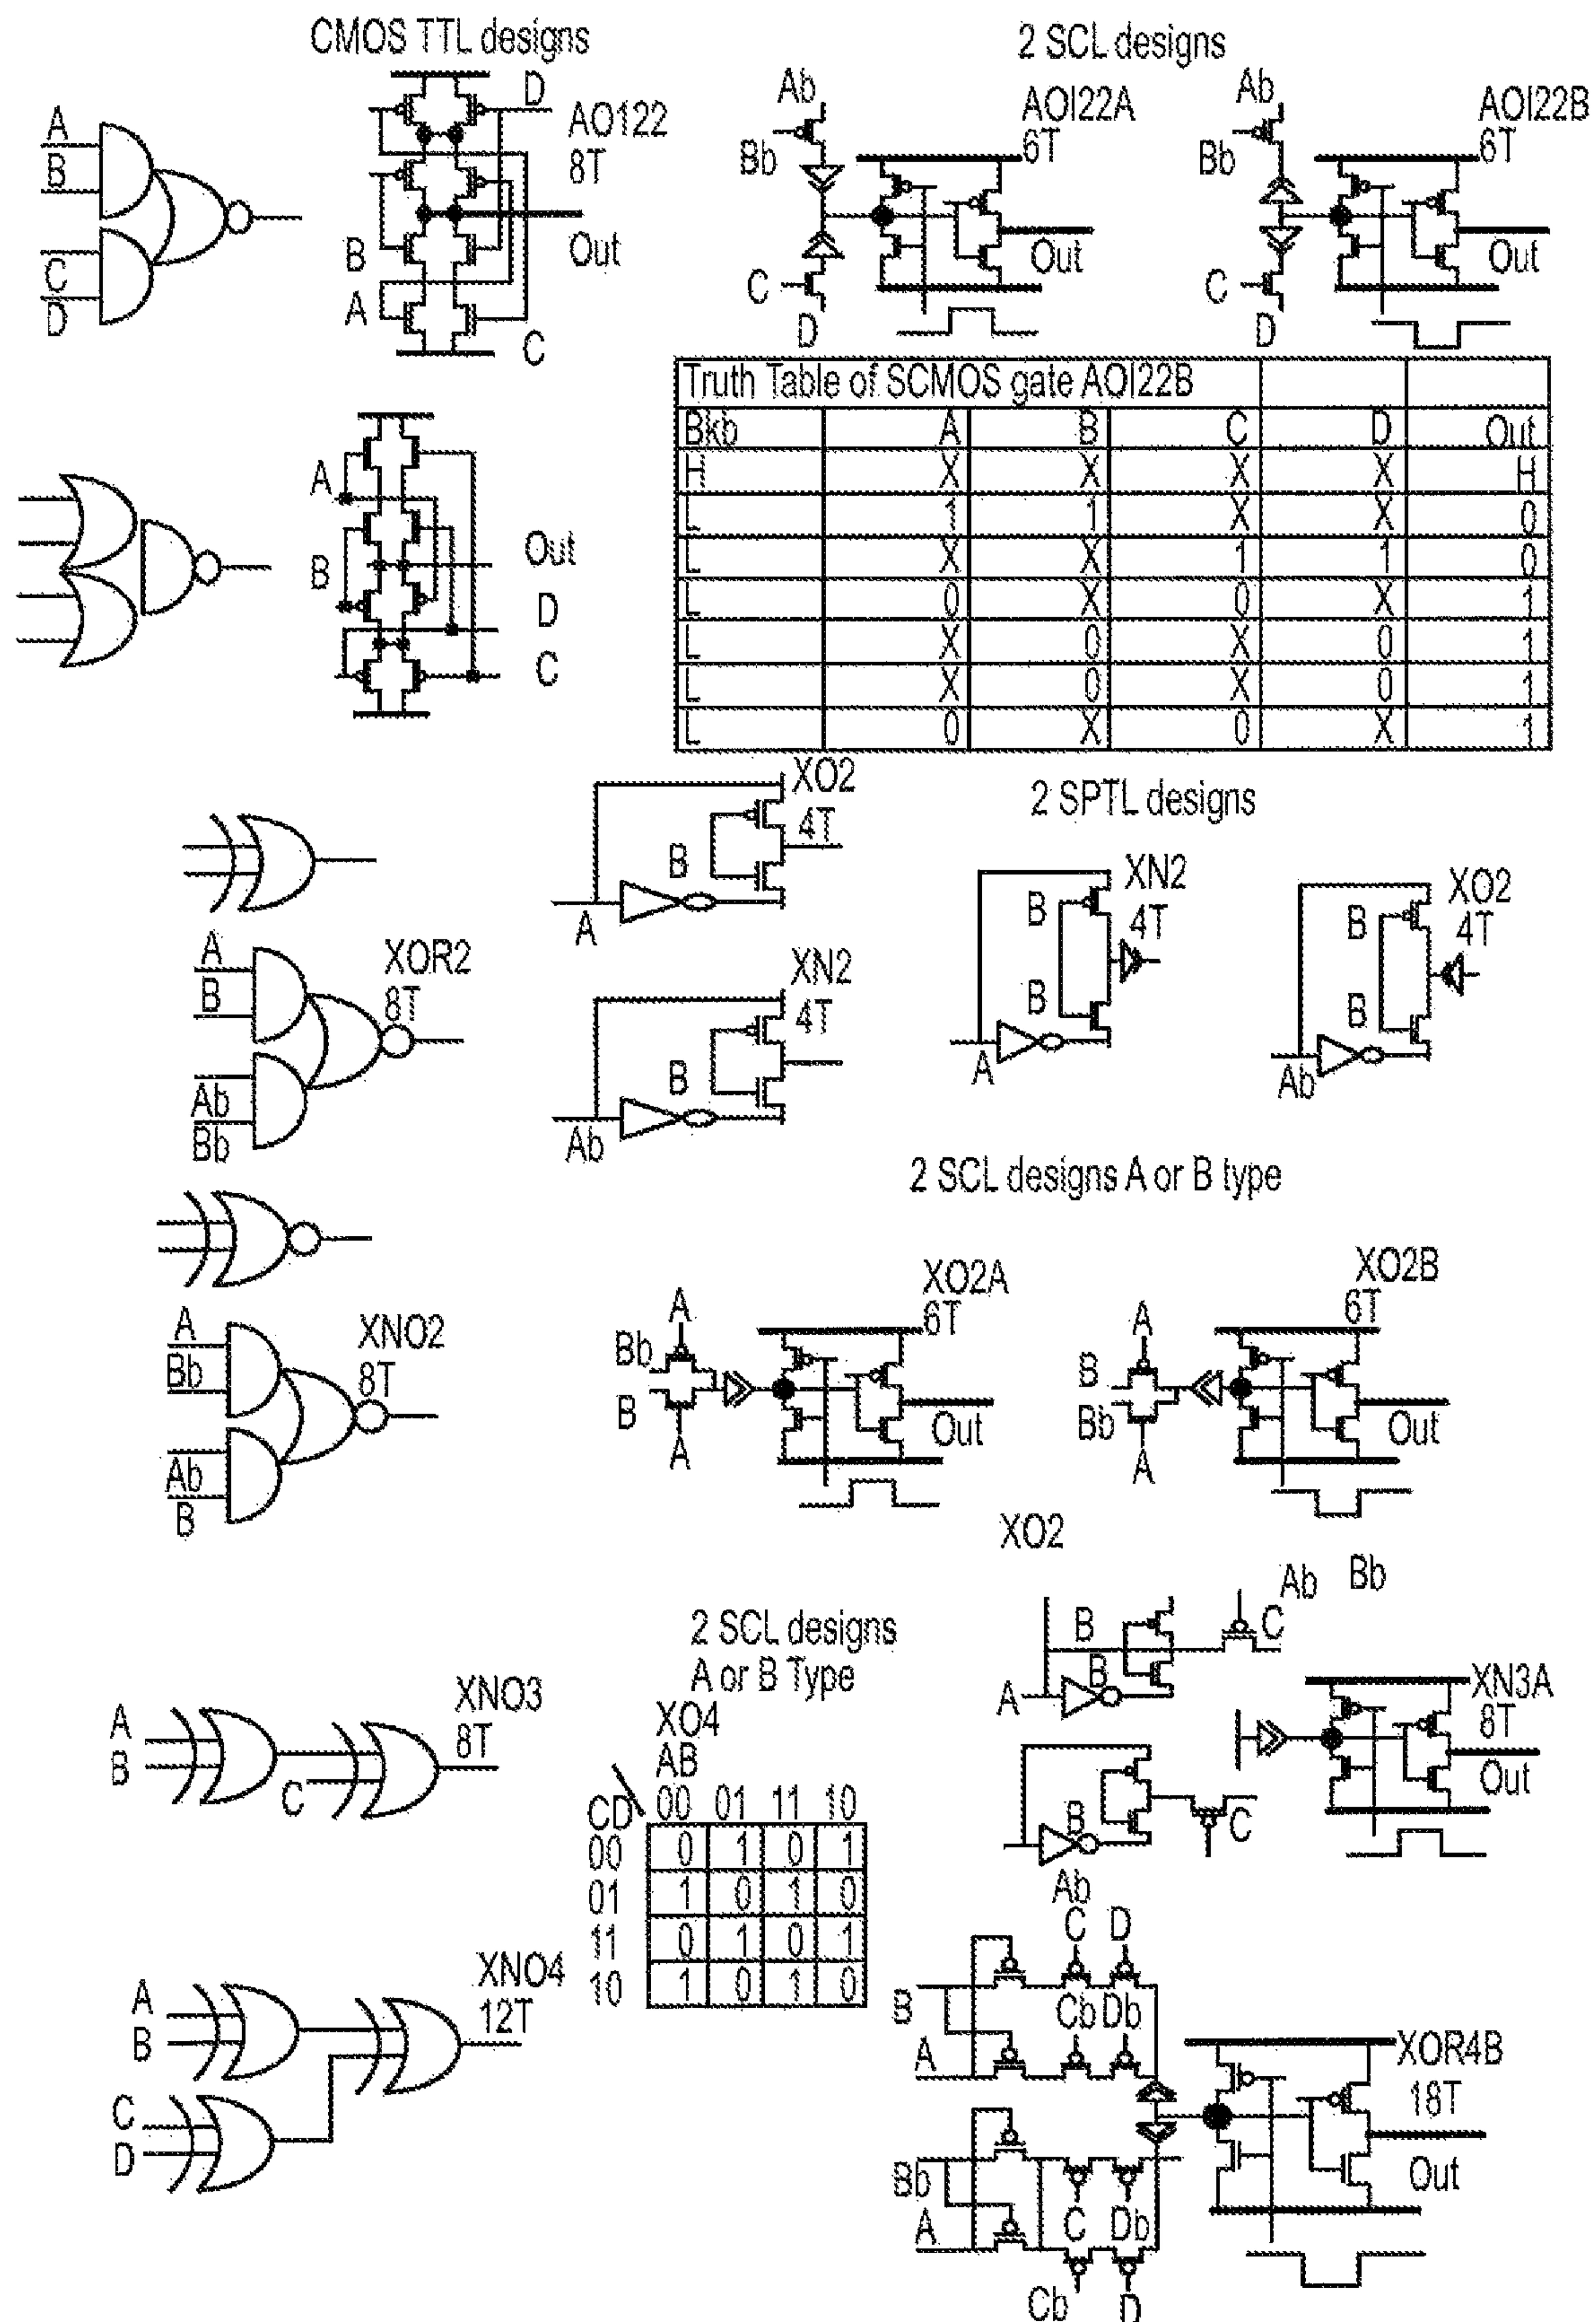 CMOS TTL designs
2 SCL designs
A
B
C
D
D
AO122
8T
B
Out
A
C
Ab
Bb
AOI22A
6T
Out
C
D
Ab
Bb
AOI22B
6T
Out
C
D
Truth Table of SCMOS gate AOI22B
Bkb A B C D Out
H X X X X H
L 1 1 X X 0
L X X 1 1 0
L 0 X 0 X 1
L X 0 X 0 1
L X 0 X 0 1
L 0 X 0 X 1
A
B
Out
D
C
XO2
4T
B
A
2 SPTL designs
XN2
4T
B
B
A
XO2
4T
B
B
Ab
A
B
XOR2
8T
Ab
Bb
XN2
4T
B
Ab
2 SCL designs A or B type
A
Bb
XNO2
8T
Ab
B
XO2A
6T
A
Bb
B
A
Out
XO2B
6T
A
B
Bb
A
Out
XO2
Ab Bb
B
C
B
A
2 SCL designs
A or B Type
A
B
C
XNO3
8T
XO4
AB
CD 00 01 11 10
00 0 1 0 1
01 1 0 1 0
11 0 1 0 1
10 1 0 1 0
XN3A
8T
Out
B
C
Ab
A
B
C
D
XNO4
12T
C D
B
Cb Db
A
XOR4B
18T
Out
Bb
C Db
A
Cb D